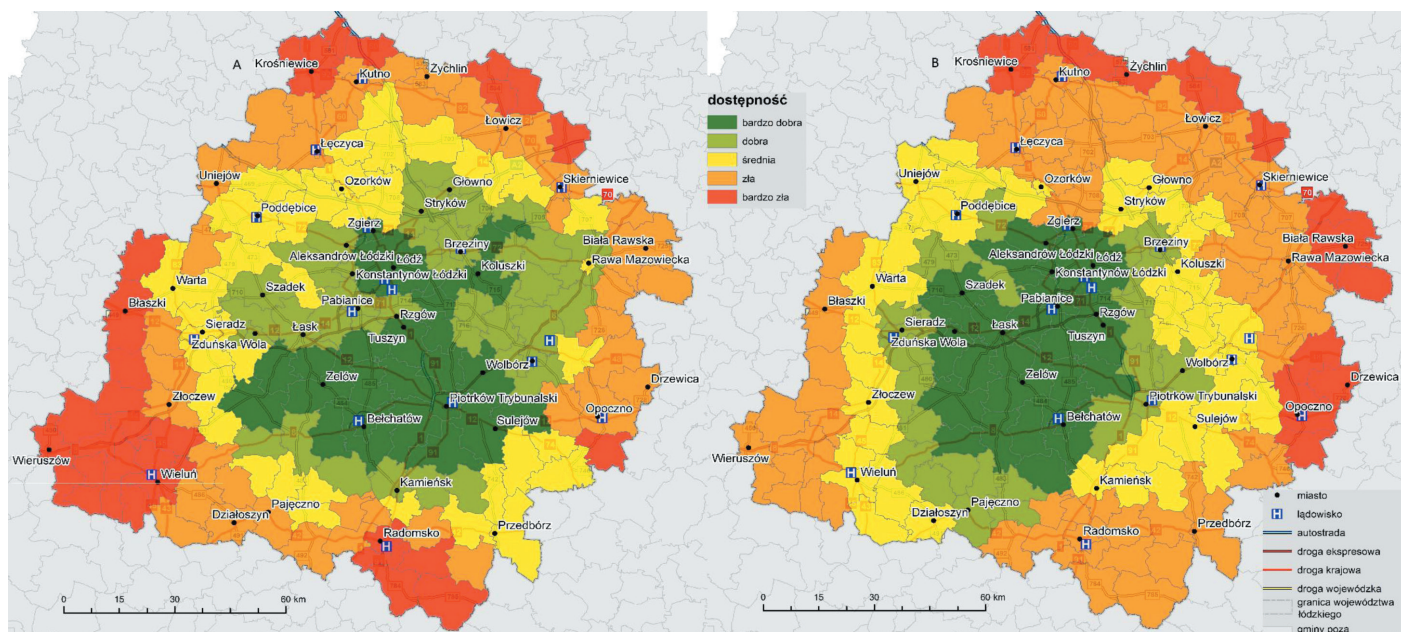 A
Krośniewice
Kutno
Żychlin
Łowicz
Łęczyca
Skierniewice
Uniejów
Ozorków
Głowno
Stryków
Poddębice
Zgierz
Brzeziny
Biała Rawska
Aleksandrów Łódzki
Łódź
Rawa Mazowiecka
Konstantynów Łódzki
Koluszki
Warta
Szadek
Błaszki
Pabianice
Rzgów
Sieradz
Zduńska Wola
Łask
Tuszyn
Wolbórz
Zelów
Drzewica
Złoczew
Piotrków Trybunalski
Bełchatów
Sulejów
Opoczno
Wieruszów
Wieluń
Kamieńsk
Pajęczno
Działoszyn
Radomsko
Przedbórz
0 15 30 60 km
dostępność
bardzo dobra
dobra
średnia
zła
bardzo zła
70
B
Krośniewice
Kutno
Żychlin
Łowicz
Łęczyca
Skierniewice
70
Uniejów
Ozorków
Głowno
Stryków
Poddębice
Zgierz
Brzeziny
Biała Rawska
Aleksandrów Łódzki
Łódź
Rawa Mazowiecka
Konstantynów Łódzki
Koluszki
Warta
Szadek
Błaszki
Pabianice
Rzgów
Sieradz
Zduńska Wola
Łask
Tuszyn
Wolbórz
Zelów
Drzewica
Złoczew
Piotrków Trybunalski
Bełchatów
Sulejów
Opoczno
Wieruszów
Wieluń
Kamieńsk
Pajęczno
Działoszyn
Radomsko
Przedbórz
0 15 30 60 km
miasto
H lądowisko
autostrada
droga ekspresowa
droga krajowa
droga wojewódzka
granica województwa
łódzkiego
gminy poza